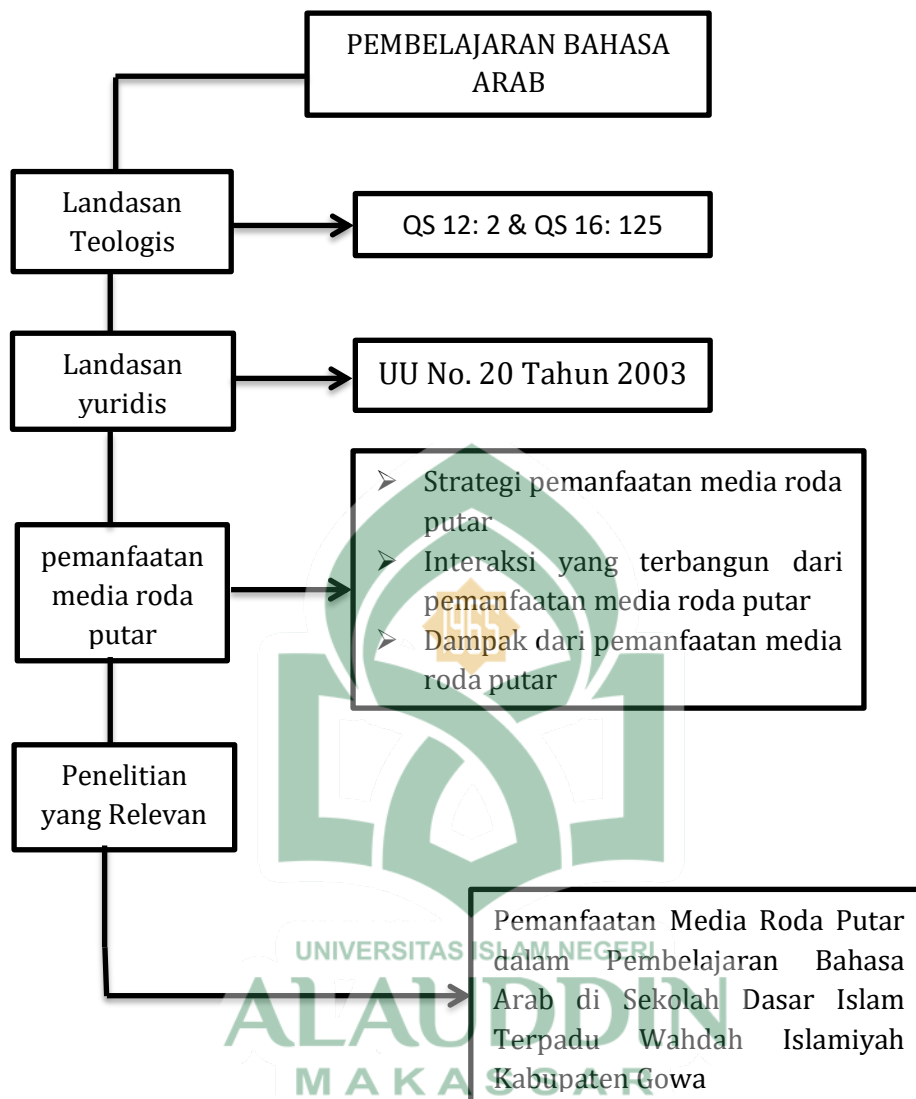 PEMBELAJARAN BAHASA
ARAB
Landasan
Teologis
QS 12: 2 & QS 16: 125
Landasan
yuridis
UU No. 20 Tahun 2003
pemanfaatan
media roda
putar
➢ Strategi pemanfaatan media roda
putar
➢ Interaksi yang terbangun dari
pemanfaatan media roda putar
➢ Dampak dari pemanfaatan media
roda putar
1965
Penelitian
yang Relevan
Pemanfaatan Media Roda Putar
dalam Pembelajaran Bahasa
Arab di Sekolah Dasar Islam
Terpadu Wahdah Islamiyah
Kabupaten Gowa
UNIVERSITAS ISLAM NEGERI
ALAUDDIN
MAKASSAR